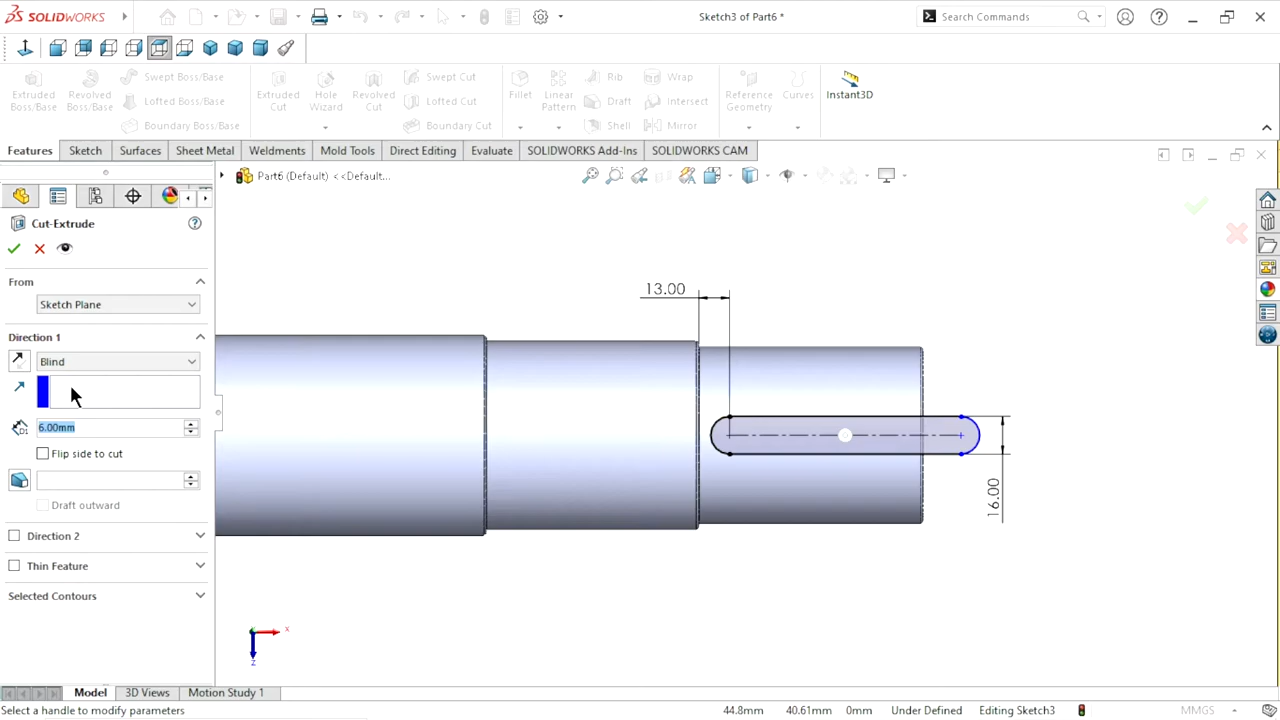 SOLIDWORKS
Sketch3 of Part6 *
Search Commands
Extruded Boss/Base
Revolved Boss/Base
Swept Boss/Base
Lofted Boss/Base
Boundary Boss/Base
Extruded Cut
Hole Wizard
Revolved Cut
Swept Cut
Lofted Cut
Boundary Cut
Fillet
Linear Pattern
Rib
Draft
Shell
Wrap
Intersect
Mirror
Reference Geometry
Curves
Instant3D
Features
Sketch
Surfaces
Sheet Metal
Weldments
Mold Tools
Direct Editing
Evaluate
SOLIDWORKS Add-Ins
SOLIDWORKS CAM
Part6 (Default) <<Default...
Cut-Extrude
From
Sketch Plane
Direction 1
Blind
D1
6.00mm
Flip side to cut
Draft outward
Direction 2
Thin Feature
Selected Contours
13.00
16.00
x
z
Model
3D Views
Motion Study 1
Select a handle to modify parameters
44.8mm
40.61mm
0mm
Under Defined
Editing Sketch3
MMGS